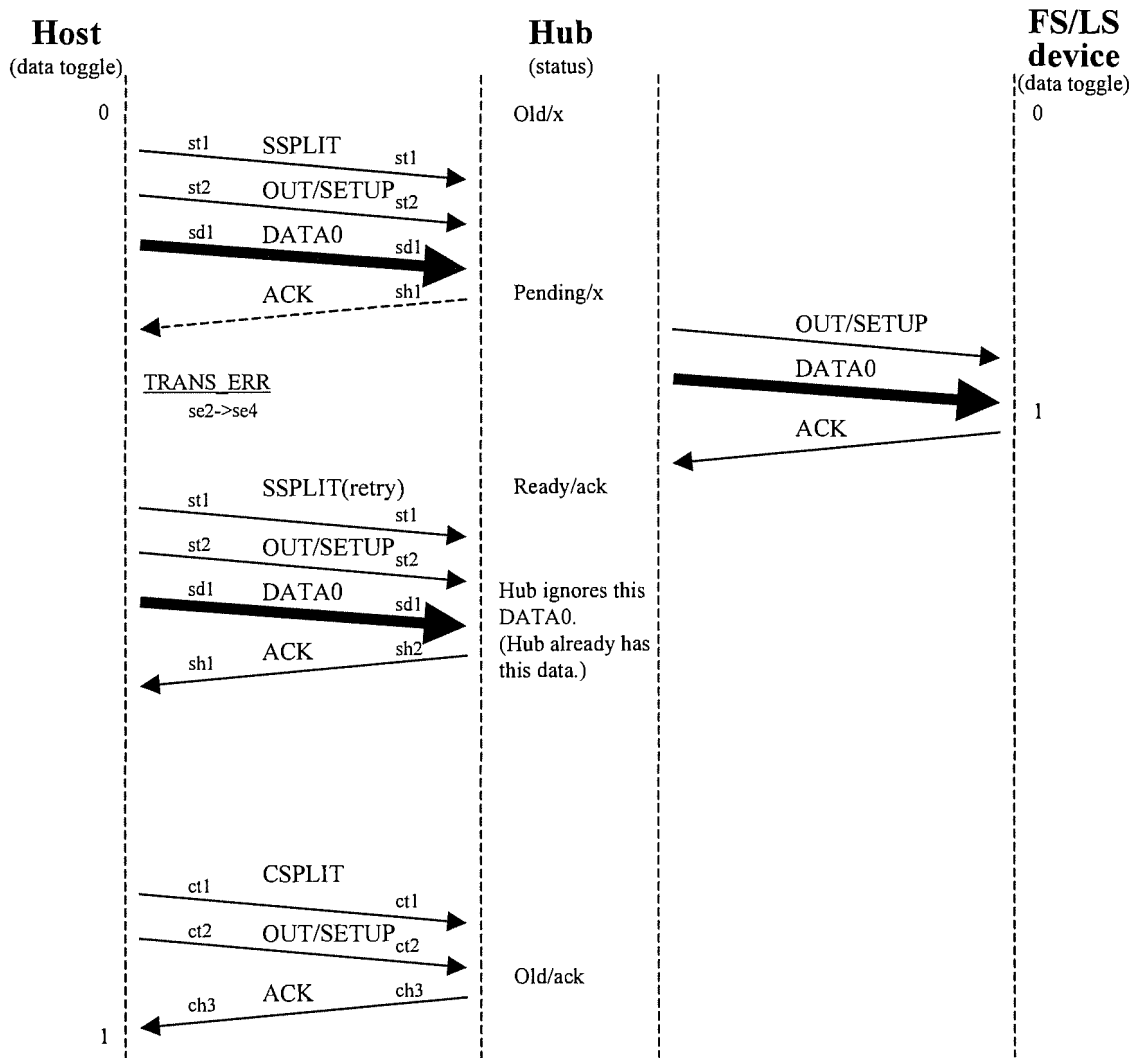 Host
(data toggle)
Hub
(status)
FS/LS
device
(data toggle)
0
Old/x
0
st1 SSPLIT st1
st2 OUT/SETUP st2
sd1 DATA0 sd1
ACK sh1
Pending/x
OUT/SETUP
DATA0
1
ACK
TRANS_ERR
se2->se4
SSPLIT(retry)
st1 st1
Ready/ack
st2 OUT/SETUP st2
sd1 DATA0 sd1
Hub ignores this
DATA0.
(Hub already has
this data.)
sh1 ACK sh2
CSPLIT
ct1 ct1
ct2 OUT/SETUP ct2
Old/ack
ch3 ACK ch3
1